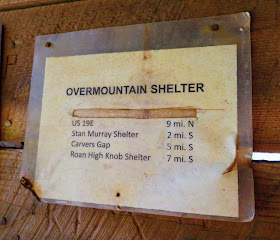 OVERMOUNTAIN SHELTER
US 19E 9 mi. N
Stan Murray Shelter 2 mi. S
Carvers Gap 5 mi. S
Roan High Knob Shelter 7 mi. S